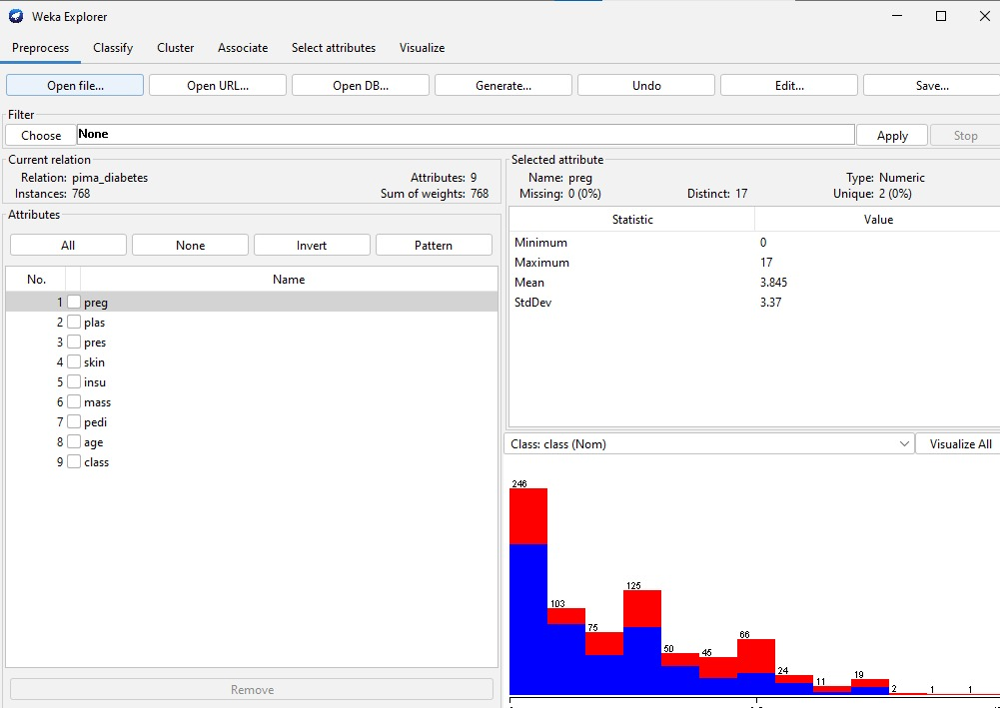 Weka Explorer
Preprocess Classify Cluster Associate Select attributes Visualize
Open file... Open URL... Open DB... Generate... Undo Edit... Save...
Filter
Choose None Apply Stop
Current relation
Relation: pima_diabetes Attributes: 9
Instances: 768 Sum of weights: 768
Attributes
All None Invert Pattern
No. Name
1 preg
2 plas
3 pres
4 skin
5 insu
6 mass
7 pedi
8 age
9 class
Remove
Selected attribute
Name: preg Type: Numeric
Missing: 0 (0%) Distinct: 17 Unique: 2 (0%)
Statistic Value
Minimum 0
Maximum 17
Mean 3.845
StdDev 3.37
Class: class (Nom) Visualize All
246
103
75
125
50
45
66
24
11
19
2
1
1